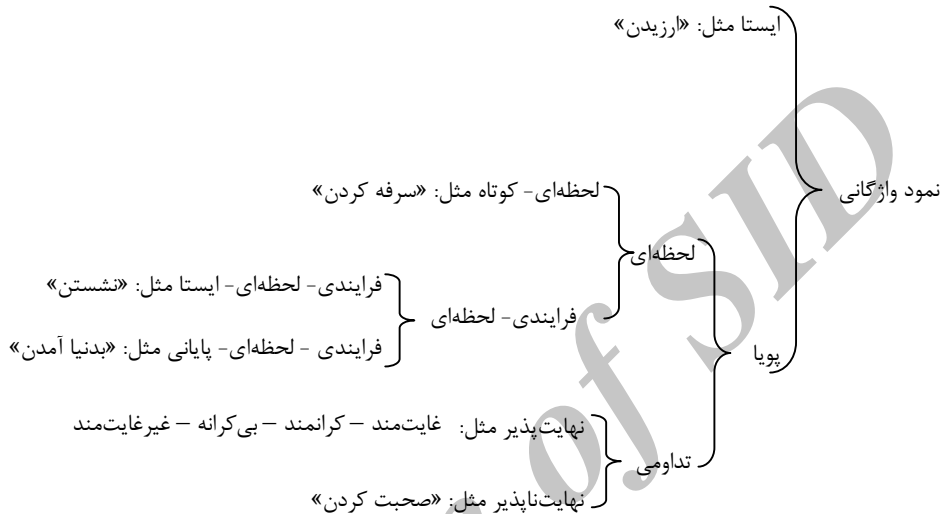 ایستا مثل: «ارزیدن»
نمود واژگانی
لحظه‌ای- کوتاه مثل: «سرفه کردن»
لحظه‌ای
فرایندی- لحظه‌ای- ایستا مثل: «نشستن»
فرایندی- لحظه‌ای
فرایندی - لحظه‌ای- پایانی مثل: «بدنیا آمدن»
پویا
نهایت‌پذیر مثل: غایت‌مند – کرانمند – بی‌کرانه – غیرغایت‌مند
تداومی
نهایت‌ناپذیر مثل: «صحبت کردن»
of SID